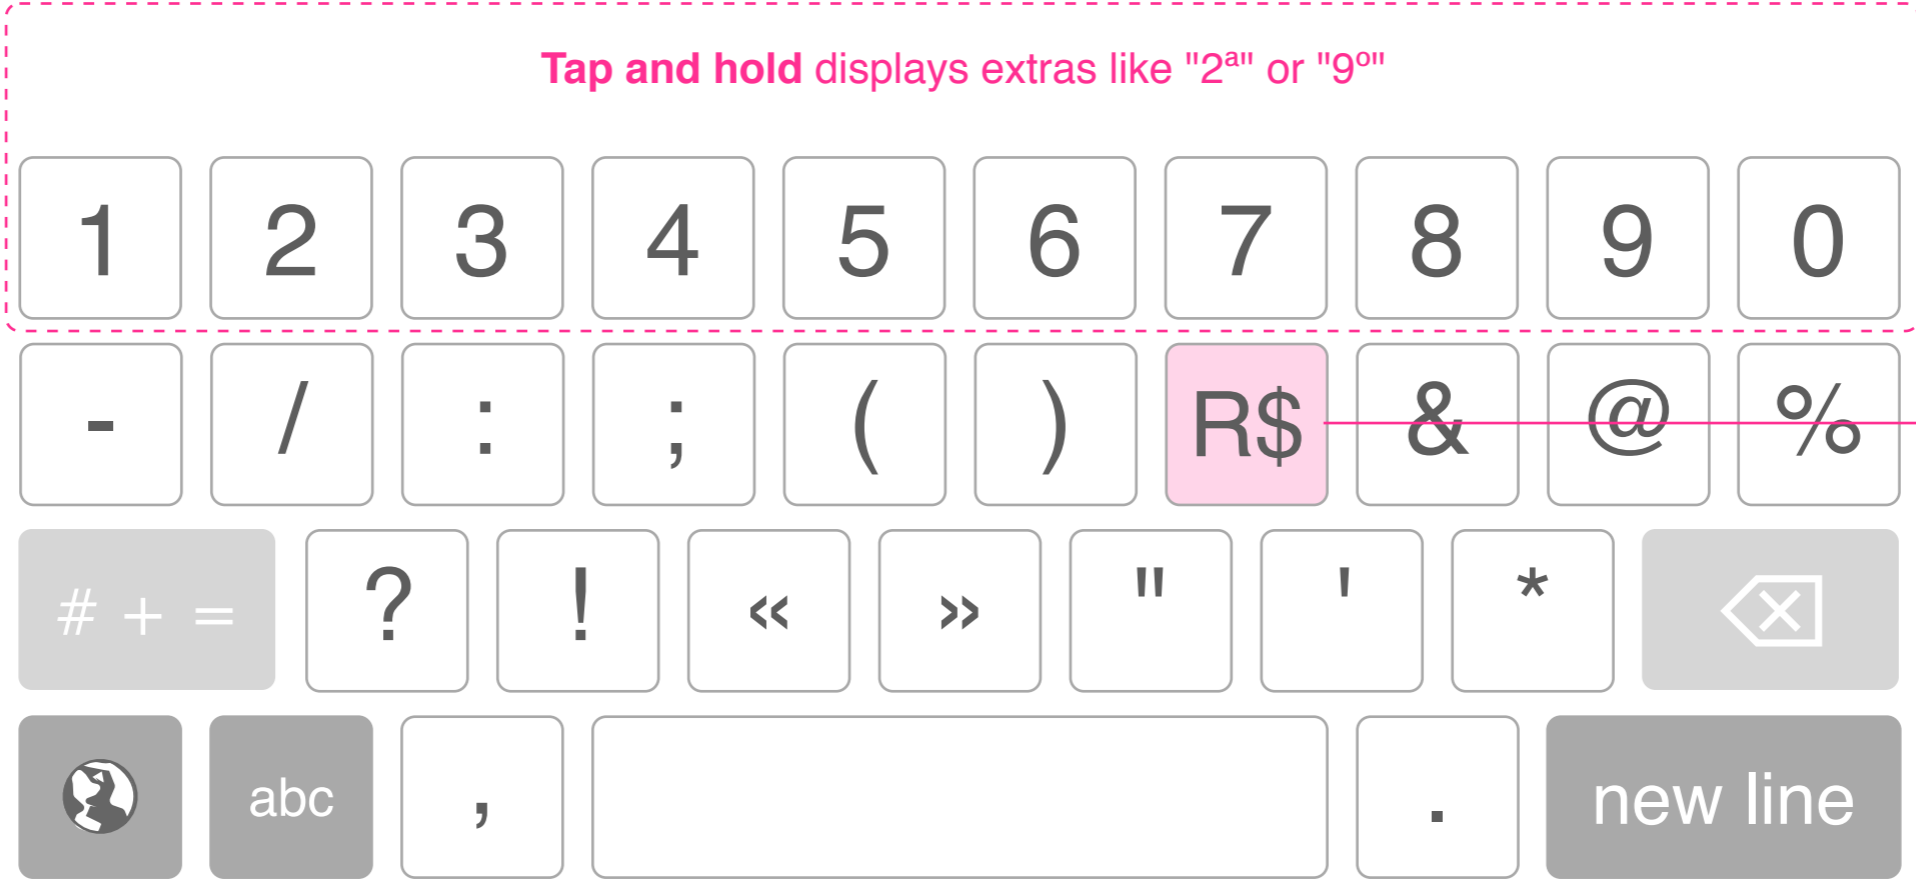 Tap and hold displays extras like "2ª" or "9º"
1 2 3 4 5 6 7 8 9 0
- / : ; ( ) R$ & @ %
# + = ? ! « » " ' *
abc , . new line